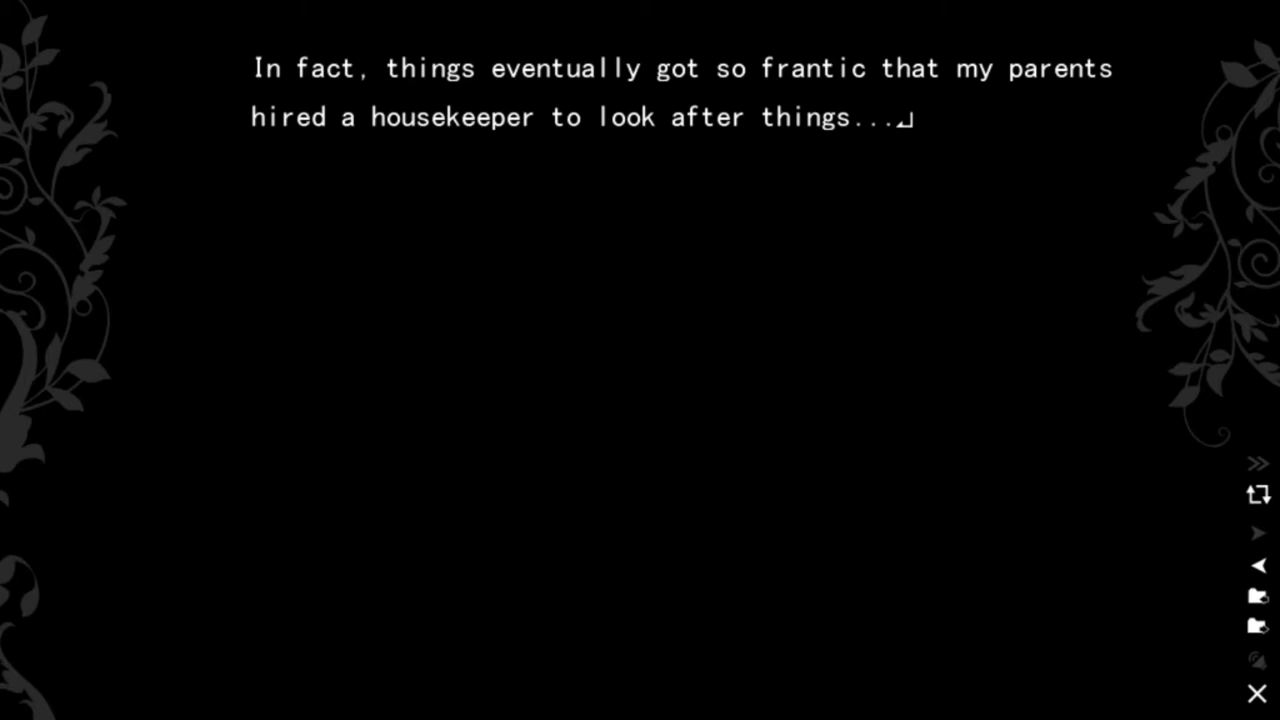 In fact, things eventually got so frantic that my parents
hired a housekeeper to look after things...